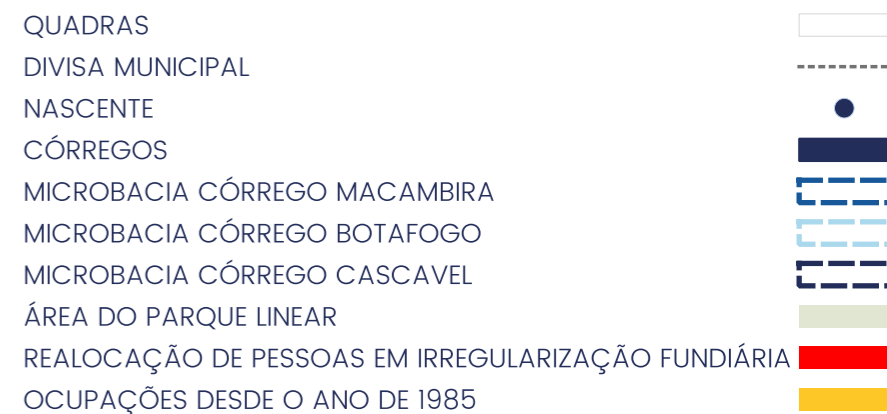 QUADRAS
DIVISA MUNICIPAL
NASCENTE
CÓRREGOS
MICROBACIA CÓRREGO MACAMBIRA
MICROBACIA CÓRREGO BOTAFOGO
MICROBACIA CÓRREGO CASCAVEL
ÁREA DO PARQUE LINEAR
REALOCAÇÃO DE PESSOAS EM IRREGULARIZAÇÃO FUNDIÁRIA
OCUPAÇÕES DESDE O ANO DE 1985